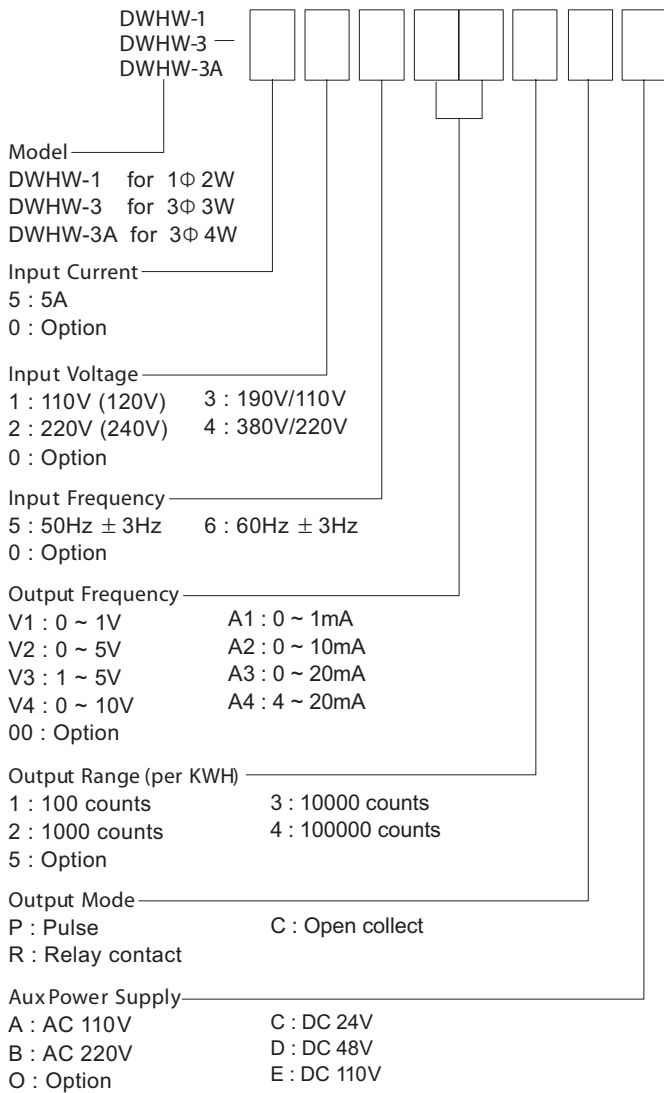 DWHW-1
DWHW-3 —
DWHW-3A
Model
DWHW-1 for 1Φ 2W
DWHW-3 for 3Φ 3W
DWHW-3A for 3Φ 4W
Input Current
5 : 5A
0 : Option
Input Voltage
1 : 110V (120V) 3 : 190V/110V
2 : 220V (240V) 4 : 380V/220V
0 : Option
Input Frequency
5 : 50Hz ± 3Hz 6 : 60Hz ± 3Hz
0 : Option
Output Frequency
V1 : 0 ~ 1V A1 : 0 ~ 1mA
V2 : 0 ~ 5V A2 : 0 ~ 10mA
V3 : 1 ~ 5V A3 : 0 ~ 20mA
V4 : 0 ~ 10V A4 : 4 ~ 20mA
00 : Option
Output Range (per KWH)
1 : 100 counts 3 : 10000 counts
2 : 1000 counts 4 : 100000 counts
5 : Option
Output Mode
P : Pulse C : Open collect
R : Relay contact
Aux Power Supply
A : AC 110V C : DC 24V
B : AC 220V D : DC 48V
O : Option E : DC 110V